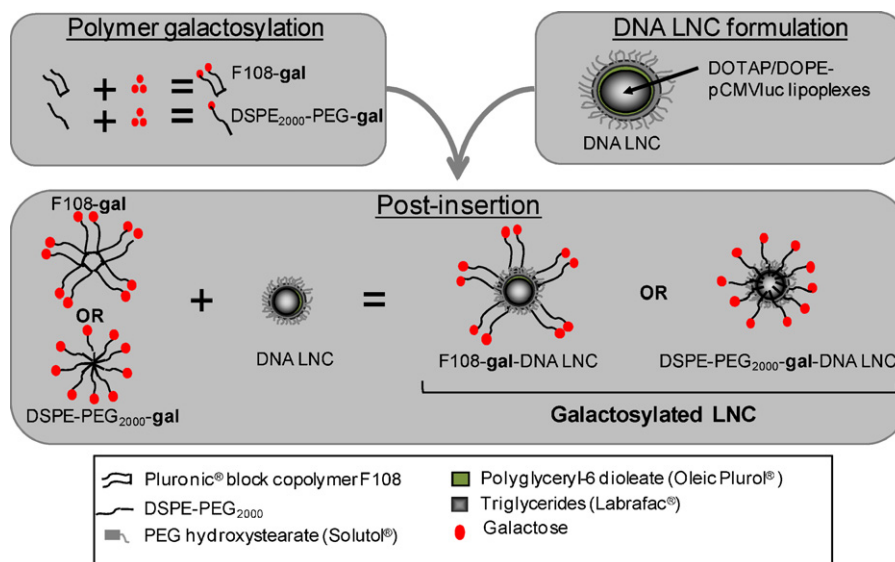 Polymer galactosylation
+ = F108-gal
+ = DSPE2000-PEG-gal
DNA LNC formulation
DOTAP/DOPE-
pCMVluc lipoplexes
DNA LNC
Post-insertion
F108-gal
OR
DSPE-PEG2000-gal
+
DNA LNC
=
F108-gal-DNA LNC
OR
DSPE-PEG2000-gal-DNA LNC
Galactosylated LNC
Pluronic® block copolymer F108
DSPE-PEG2000
PEG hydroxystearate (Solutol®)
Polyglyceryl-6 dioleate (Oleic Plurol®)
Triglycerides (Labrafac®)
Galactose